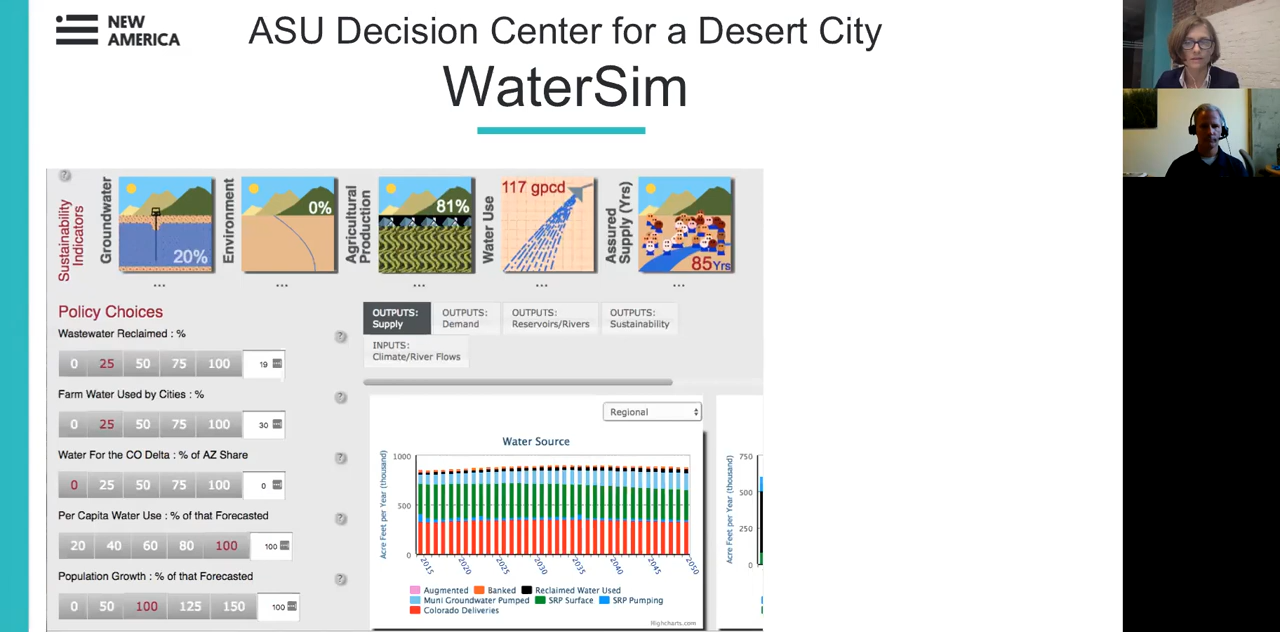 NEW
AMERICA
ASU Decision Center for a Desert City
WaterSim
?
Sustainability
Indicators
Groundwater
20%
Environment
0%
Agricultural
Production
81%
Water Use
117 gpcd
Assured
Supply (Yrs)
85Yrs
...
...
...
...
...
Policy Choices
Wastewater Reclaimed : %
?
0 25 50 75 100 19
Farm Water Used by Cities : %
?
0 25 50 75 100 30
Water For the CO Delta : % of AZ Share
?
0 25 50 75 100 0
Per Capita Water Use : % of that Forecasted
?
20 40 60 80 100 100
Population Growth : % of that Forecasted
?
0 50 100 125 150 100
OUTPUTS:
Supply
OUTPUTS:
Demand
OUTPUTS:
Reservoirs/Rivers
OUTPUTS:
Sustainability
INPUTS:
Climate/River Flows
Regional
Water Source
Acre Feet per Year (thousand)
1000
500
0
2015 2020 2025 2030 2035 2040 2045 2050
Augmented Banked Reclaimed Water Used
Muni Groundwater Pumped SRP Surface SRP Pumping
Colorado Deliveries
Highcharts.com
Acre Feet per Year (thousand)
750
500
250
0